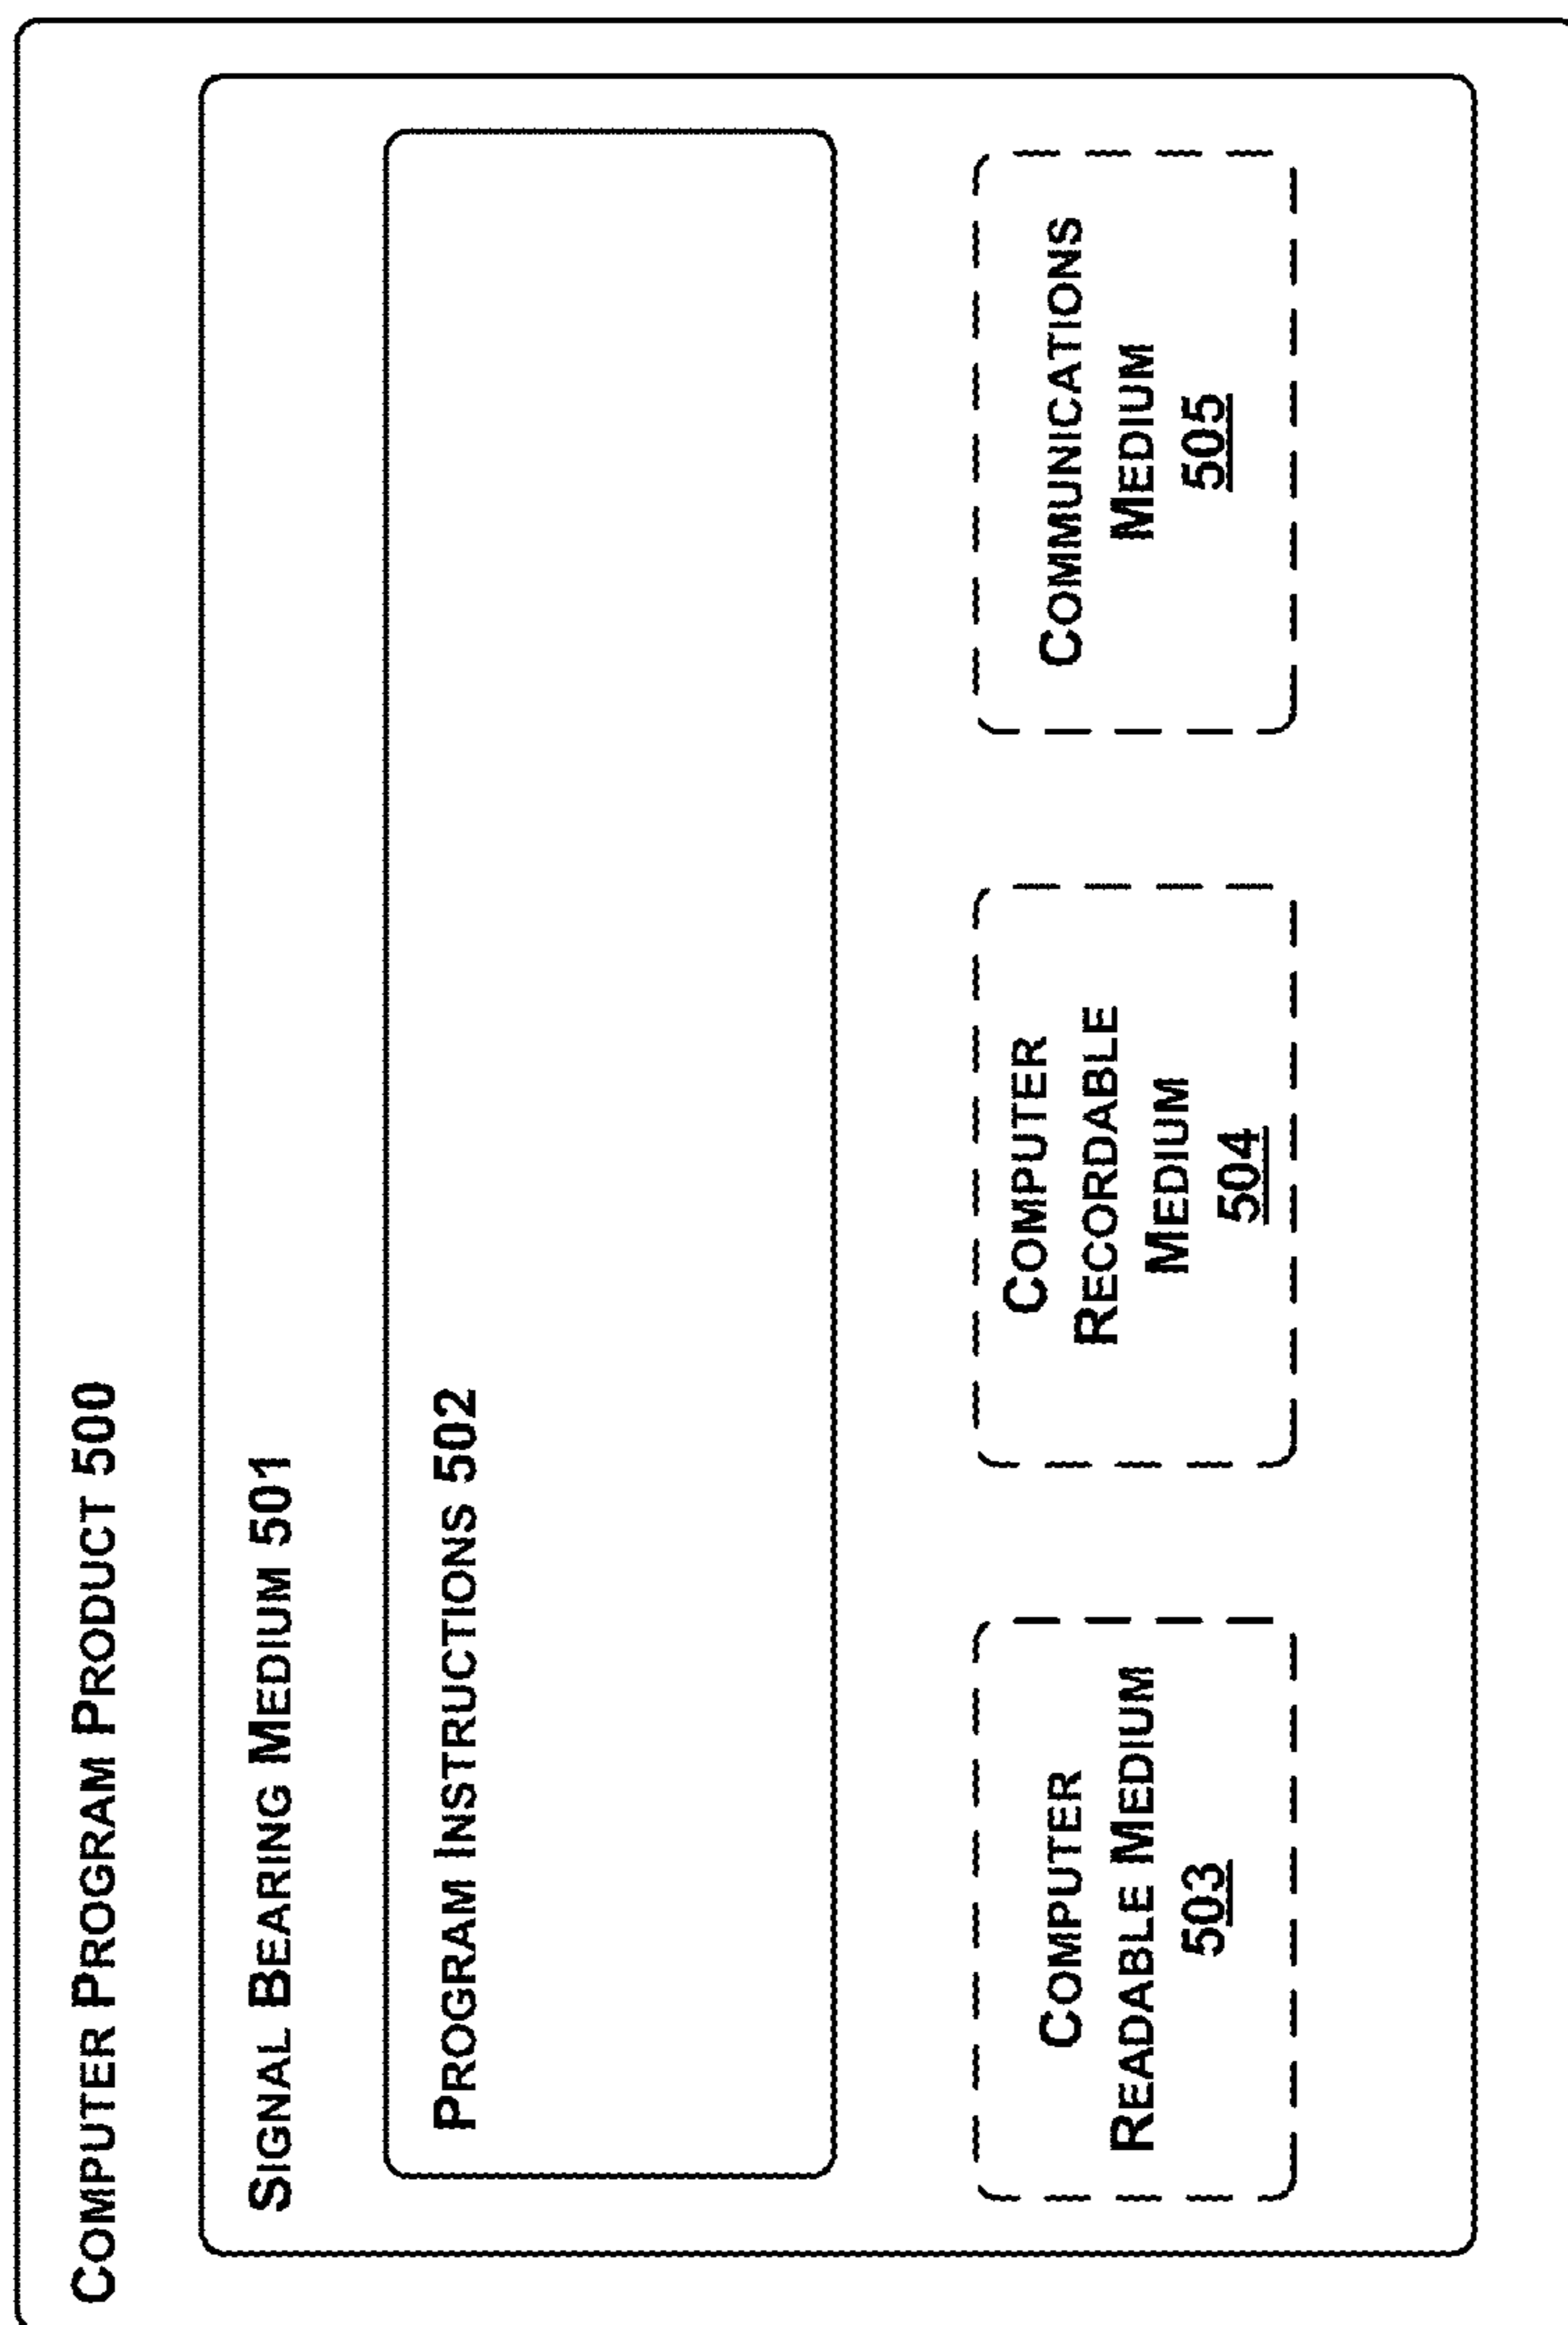 COMPUTER PROGRAM PRODUCT 500
SIGNAL BEARING MEDIUM 501
PROGRAM INSTRUCTIONS 502
COMPUTER
READABLE MEDIUM
503
COMPUTER
RECORDABLE
MEDIUM
504
COMMUNICATIONS
MEDIUM
505